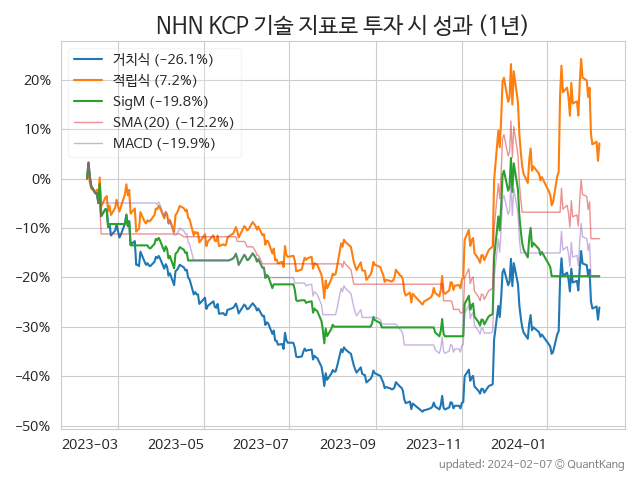 NHN KCP 기술 지표로 투자 시 성과 (1년)
거치식 (−26.1%)
적립식 (7.2%)
SigM (−19.8%)
SMA(20) (−12.2%)
MACD (−19.9%)
20%
10%
0%
−10%
−20%
−30%
−40%
−50%
2023-03 2023-05 2023-07 2023-09 2023-11 2024-01
updated: 2024-02-07 © QuantKang